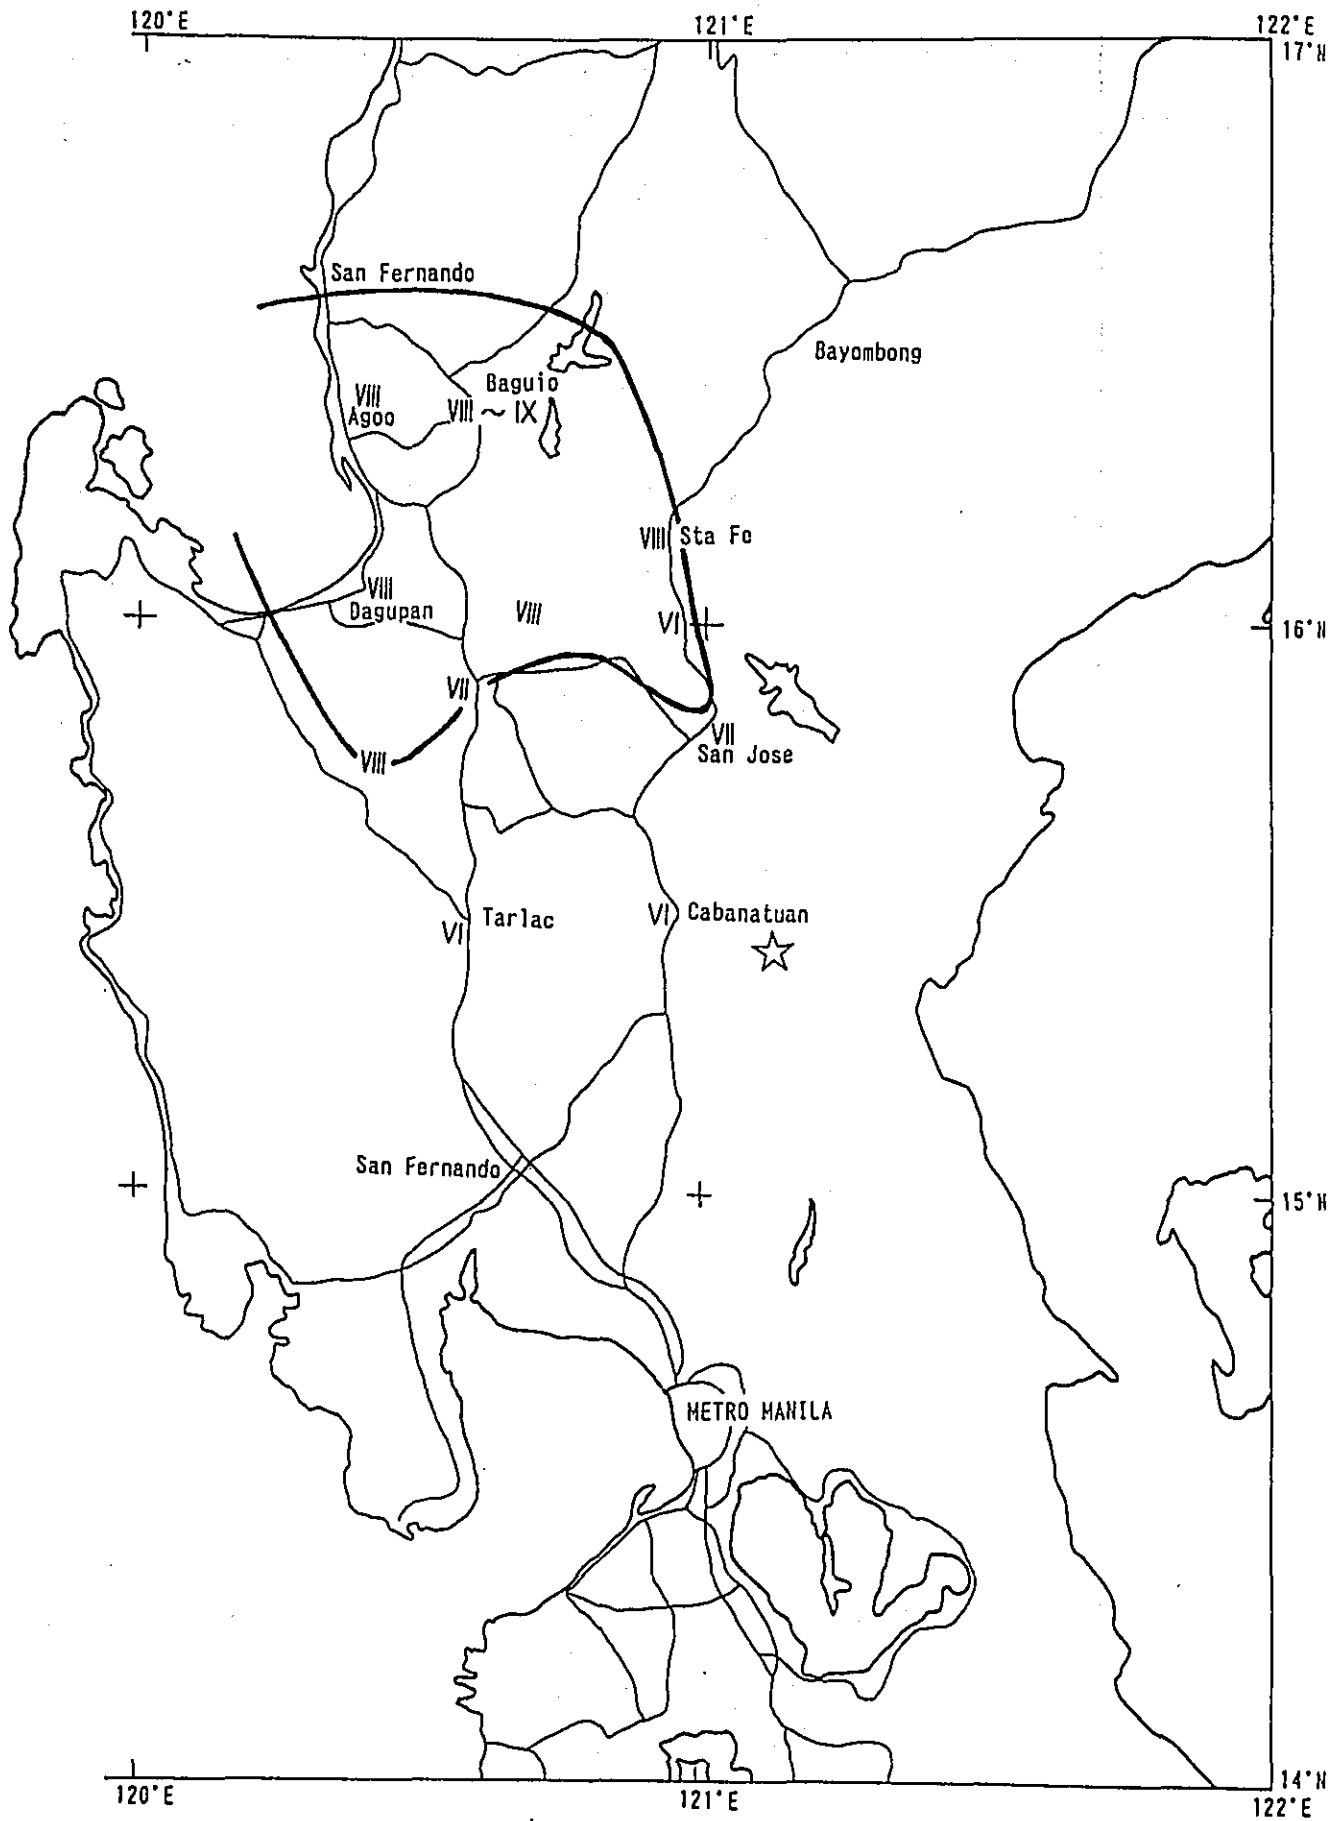 120°E
121°E
122°E
17°N
San Fernando
Bayombong
Baguio
VIII
Agoo
VIII ~ IX
VIII Sta Fe
VIII
Dagupan
VIII
VI
16°N
VII
VII
San Jose
VIII
VI
Tarlac
VI
Cabanatuan
San Fernando
15°N
METRO MANILA
14°N
120°E
121°E
122°E